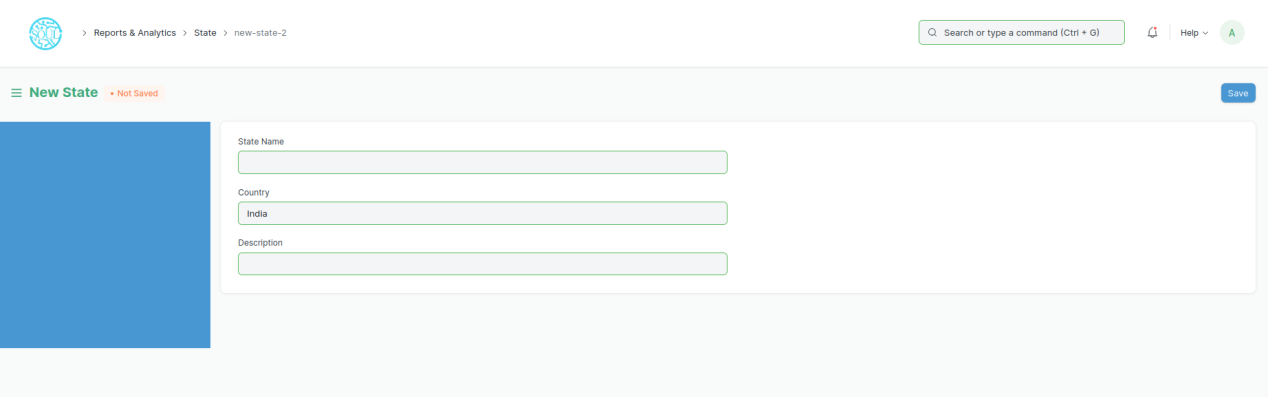 SOUL > Reports & Analytics > State > new-state-2
Search or type a command (Ctrl + G)
Help
A
New State • Not Saved
Save
State Name
Country
India
Description